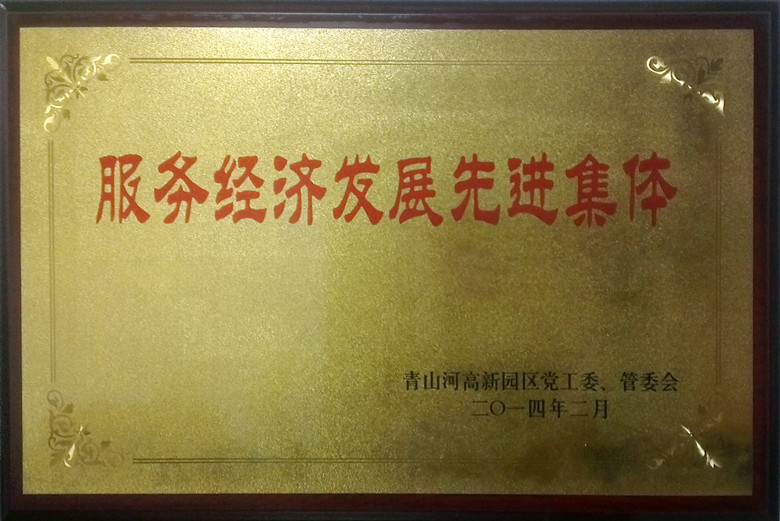 服务经济发展先进集体
青山河高新园区党工委、管委会
二〇一四年二月